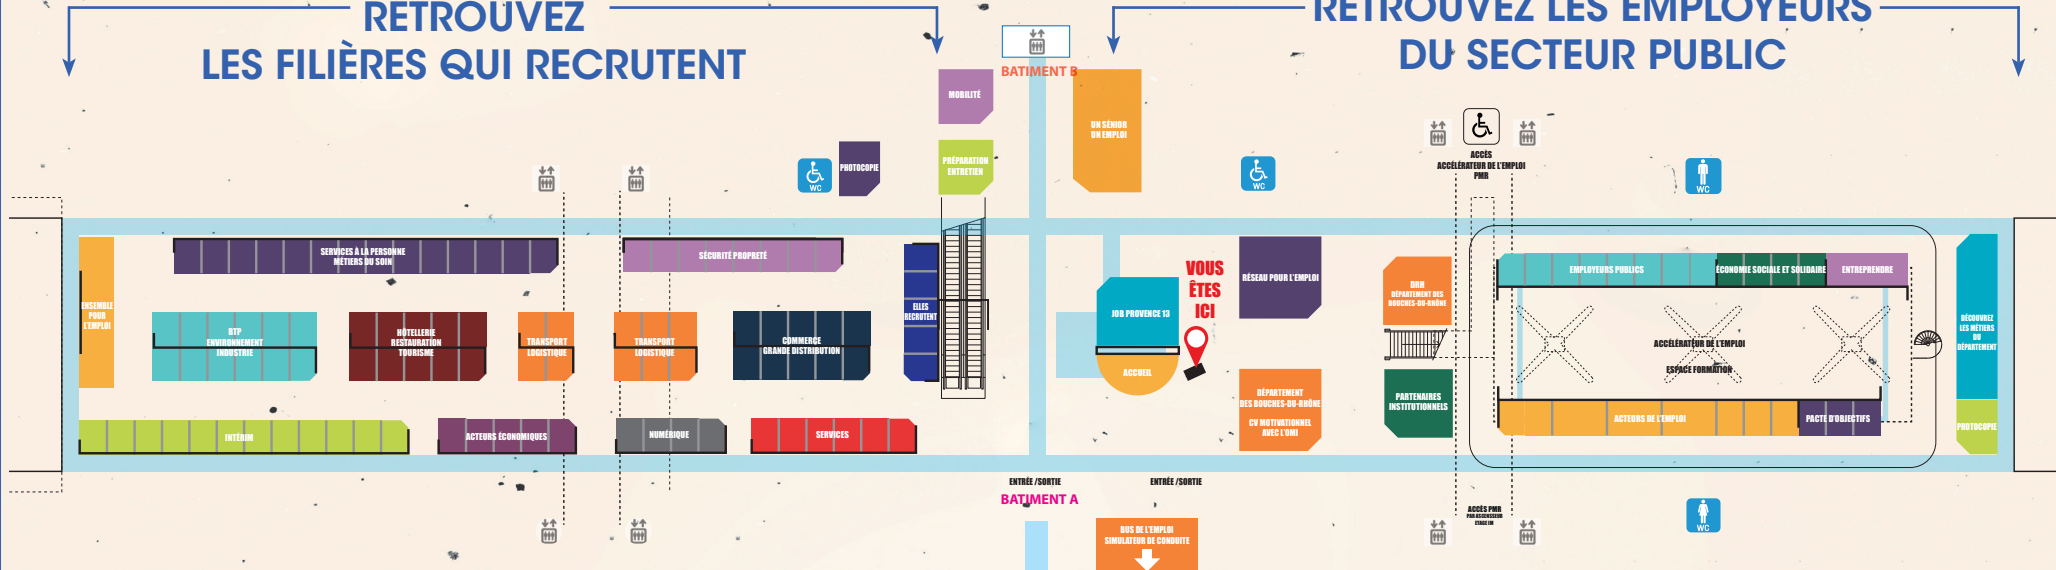 RETROUVEZ
LES FILIÈRES QUI RECRUTENT
RETROUVEZ LES EMPLOYEURS
DU SECTEUR PUBLIC
BATIMENT B
MOBILITÉ
UN SÉNIOR
UN EMPLOI
PHOTOCOPIE
PRÉPARATION
ENTRETIEN
WC
WC
ACCÈS
ACCÉLÉRATEUR DE L'EMPLOI
PMR
WC
ENSEMBLE
POUR
L'EMPLOI
SERVICES À LA PERSONNE
MÉTIERS DU SOIN
SÉCURITÉ PROPRETÉ
ELLES
RECRUTENT
BTP
ENVIRONNEMENT
INDUSTRIE
HÔTELLERIE
RESTAURATION
TOURISME
TRANSPORT
LOGISTIQUE
TRANSPORT
LOGISTIQUE
COMMERCE
GRANDE DISTRIBUTION
INTÉRIM
ACTEURS ÉCONOMIQUES
NUMÉRIQUE
SERVICES
JOB PROVENCE 13
ACCUEIL
VOUS
ÊTES
ICI
RÉSEAU POUR L'EMPLOI
DÉPARTEMENT
DES BOUCHES-DU-RHÔNE
CV MOTIVATIONNEL
AVEC L'OMI
DRH
DÉPARTEMENT DES
BOUCHES-DU-RHÔNE
PARTENAIRES
INSTITUTIONNELS
EMPLOYEURS PUBLICS
ÉCONOMIE SOCIALE ET SOLIDAIRE
ENTREPRENDRE
ACCÉLÉRATEUR DE L'EMPLOI
ESPACE FORMATION
ACTEURS DE L'EMPLOI
PACTE D'OBJECTIFS
DÉCOUVREZ
LES MÉTIERS
DU
DÉPARTEMENT
PHOTOCOPIE
ENTRÉE /SORTIE
BATIMENT A
ENTRÉE /SORTIE
BUS DE L'EMPLOI
SIMULATEUR DE CONDUITE
ACCÈS PMR
PAR ASCENSEUR
ETAGE 1M
WC